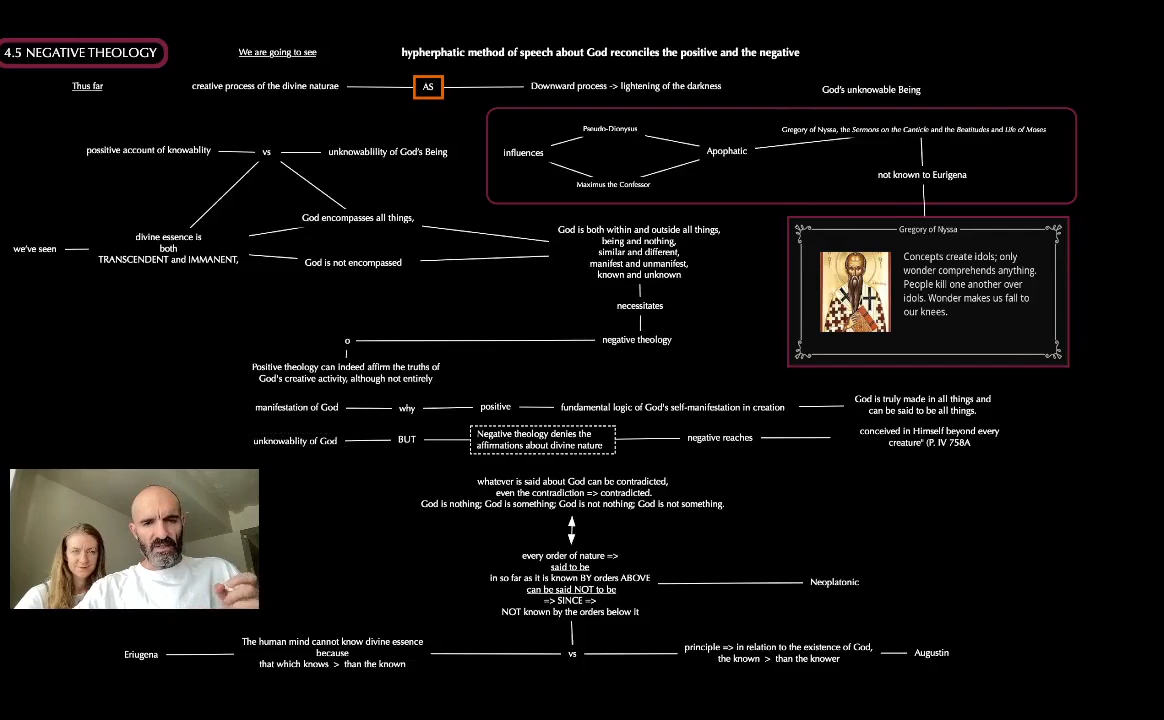 4.5 NEGATIVE THEOLOGY
We are going to see
hypherphatic method of speech about God reconciles the positive and the negative
Thus far
creative process of the divine naturae
AS
Downward process -> lightening of the darkness
God's unknowable Being
influences
Pseudo-Dionysus
Maximus the Confessor
Apophatic
Gregory of Nyssa, the Sermons on the Canticle and the Beatitudes and Life of Moses
not known to Eurigena
possitive account of knowablity
vs
unknowablility of God's Being
we've seen
divine essence is
both
TRANSCENDENT and IMMANENT,
God encompasses all things,
God is not encompassed
God is both within and outside all things,
being and nothing,
similar and different,
manifest and unmanifest,
known and unknown
Gregory of Nyssa
Concepts create idols; only
wonder comprehends anything.
People kill one another over
idols. Wonder makes us fall to
our knees.
necessitates
negative theology
o
Positive theology can indeed affirm the truths of
God's creative activity, although not entirely
manifestation of God
why
positive
fundamental logic of God's self-manifestation in creation
God is truly made in all things and
can be said to be all things.
unknowablity of God
BUT
Negative theology denies the
affirmations about divine nature
negative reaches
conceived in Himself beyond every
creature" (P. IV 758A
whatever is said about God can be contradicted,
even the contradiction => contradicted.
God is nothing; God is something; God is not nothing; God is not something.
every order of nature =>
said to be
in so far as it is known BY orders ABOVE
can be said NOT to be
=> SINCE =>
NOT known by the orders below it
Neoplatonic
Eriugena
The human mind cannot know divine essence
because
that which knows > than the known
vs
principle => in relation to the existence of God,
the known > than the knower
Augustin